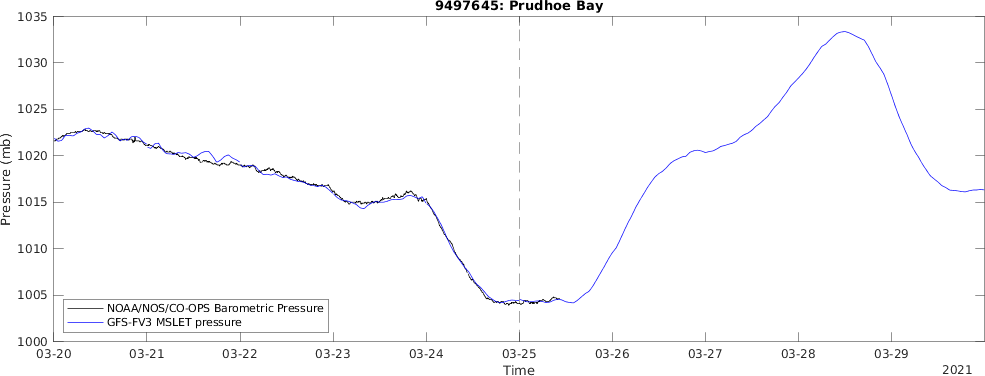 9497645: Prudhoe Bay
1035
1030
1025
1020
1015
1010
1005
1000
Pressure (mb)
NOAA/NOS/CO-OPS Barometric Pressure
GFS-FV3 MSLET pressure
03-20 03-21 03-22 03-23 03-24 03-25 03-26 03-27 03-28 03-29
Time
2021